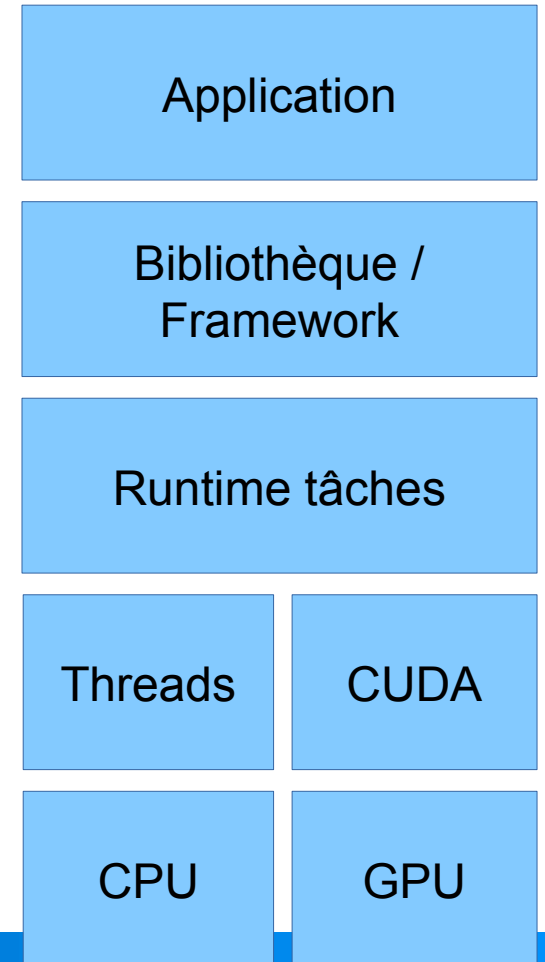 Application
Bibliothèque /
Framework
Runtime tâches
Threads CUDA
CPU GPU